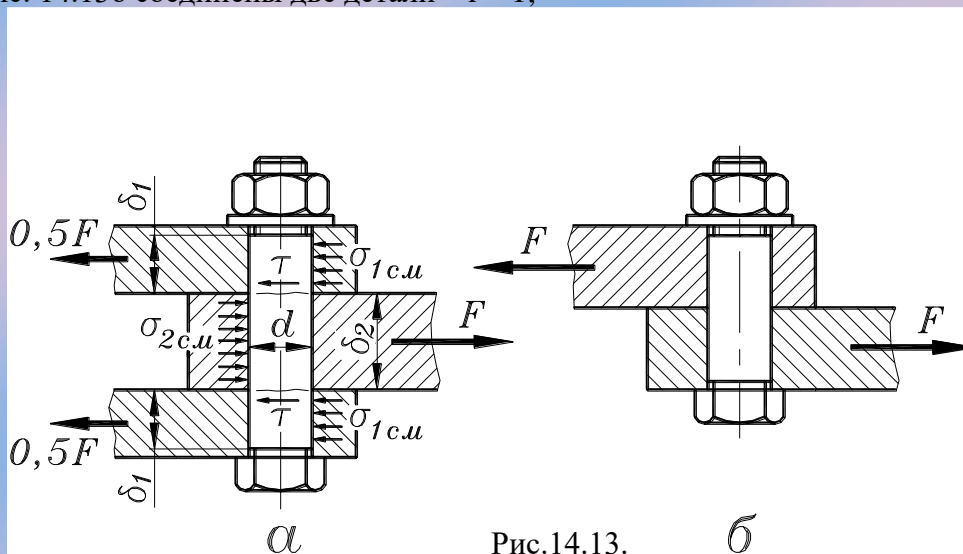 ис. 14.13б соединены две детали – i = 1;
δ1
0,5F
τ
σ1см
F
F
σ2см
d
δ2
F
τ
σ1см
0,5F
δ1
а
Рис.14.13.
б